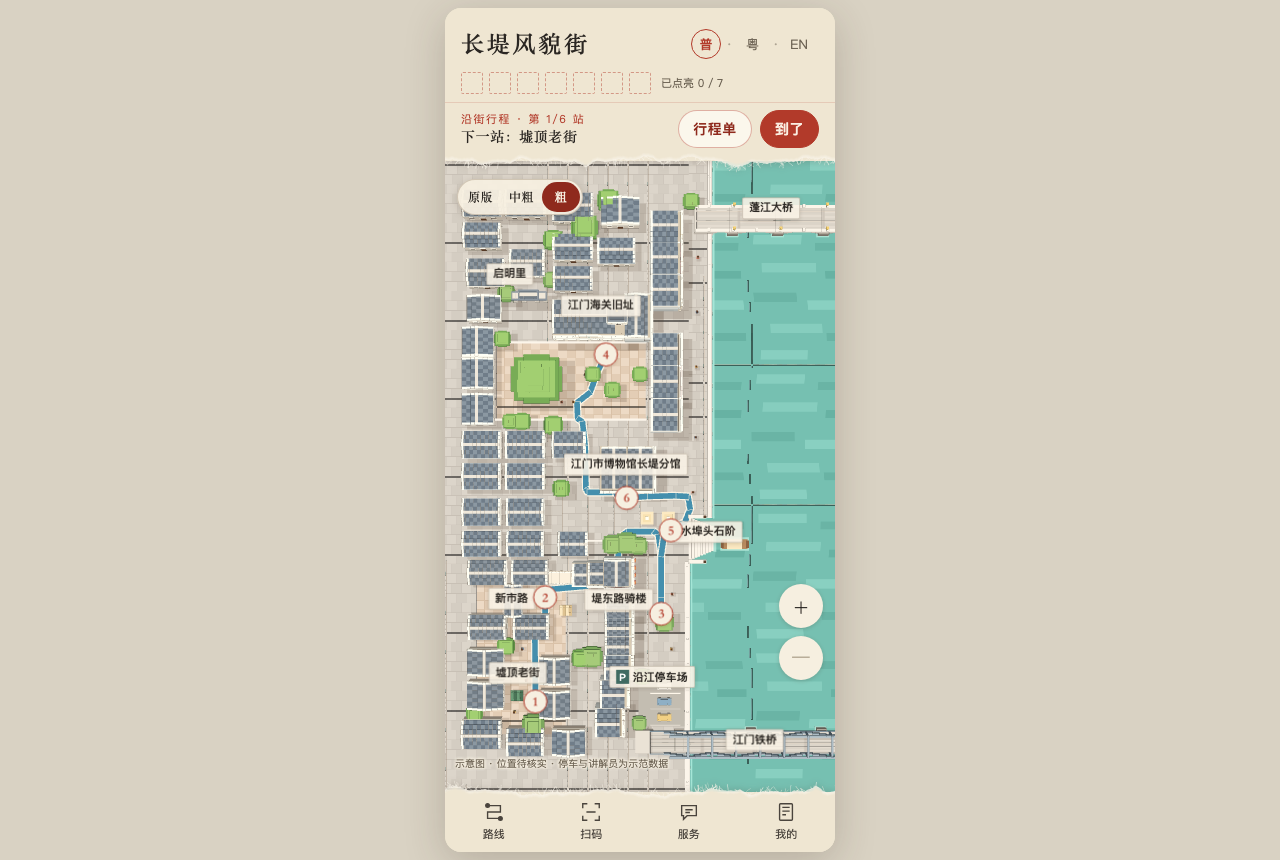 长堤风貌街
普 · 粤 · EN
已点亮 0 / 7
沿街行程 · 第 1/6 站
下一站：墟顶老街
行程单
到了
原版 中粗 粗
蓬江大桥
启明里
江门海关旧址
4
江门市博物馆长堤分馆
6
5
水埠头石阶
新市路
2
堤东路骑楼
3
墟顶老街
P 沿江停车场
1
江门铁桥
+
—
示意图 · 位置待核实 · 停车与讲解员为示范数据
路线
扫码
服务
我的